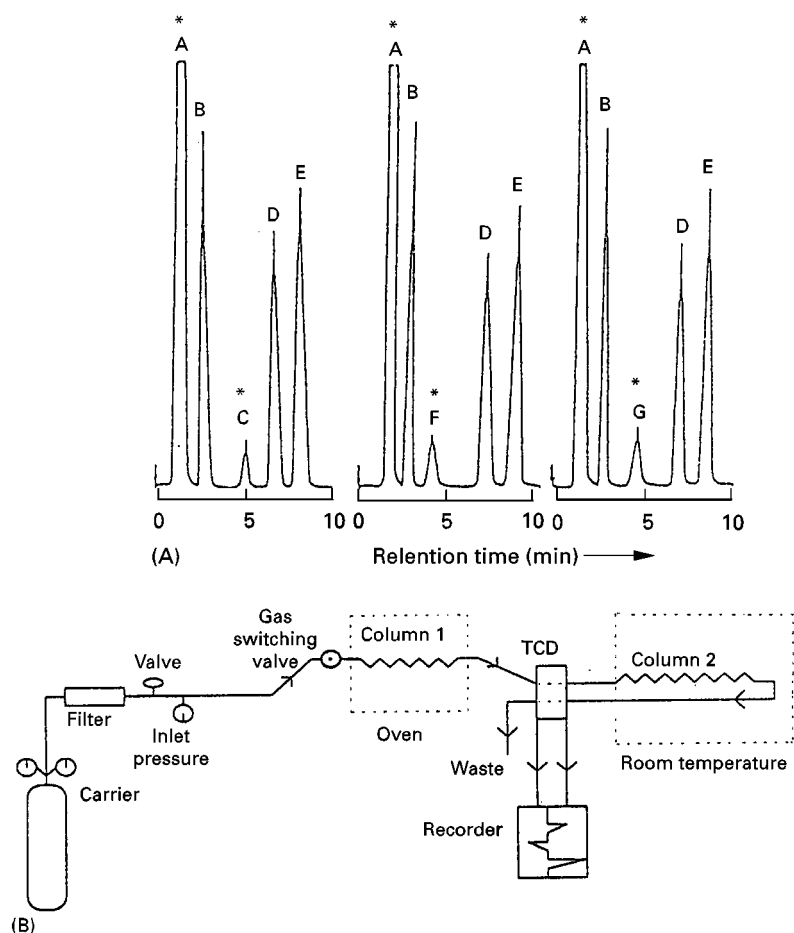 * * *
A A A
B B B
E E E
D D D
* * *
C F G
0 5 10 0 5 10 0 5 10
(A) Relention time (min)
Gas switching valve
Column 1
TCD
Column 2
Valve
Filter
Inlet pressure
Oven
Waste
Room temperature
Carrier
Recorder
(B)